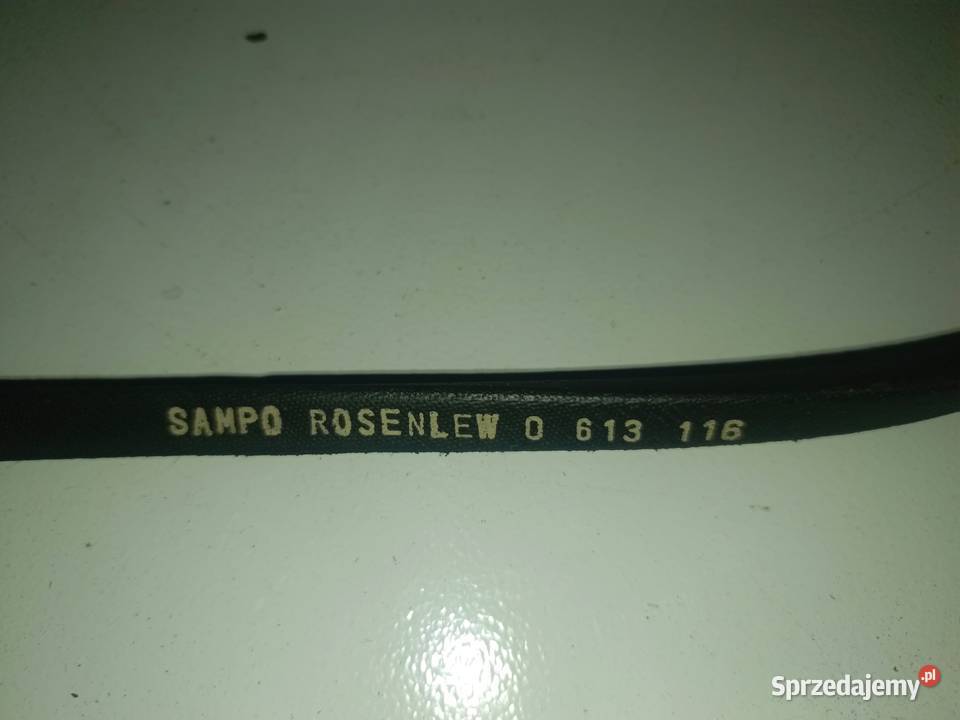 SAMPO ROSENLEW 0 613 116
Sprzedajemy.pl